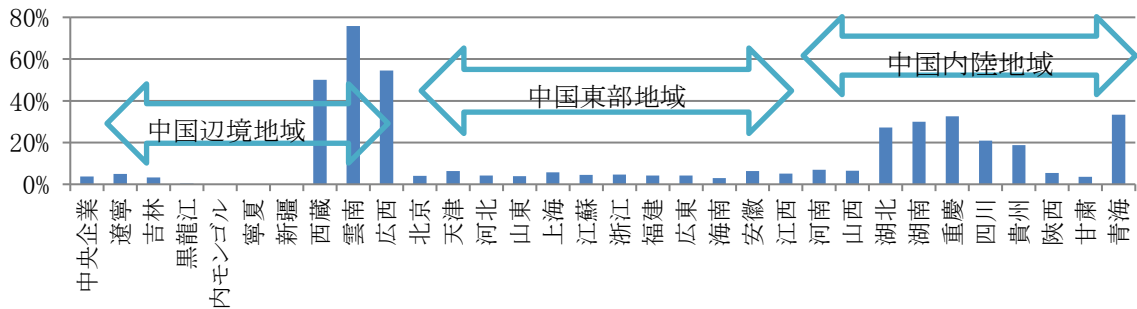 80%
60%
40%
20%
0%
中国辺境地域
中国東部地域
中国内陸地域
中央企業
遼寧
吉林
黒龍江
内モンゴル
寧夏
新疆
西蔵
雲南
広西
北京
天津
河北
山東
上海
江蘇
浙江
福建
広東
海南
安徽
江西
河南
山西
湖北
湖南
重慶
四川
貴州
陝西
甘粛
青海